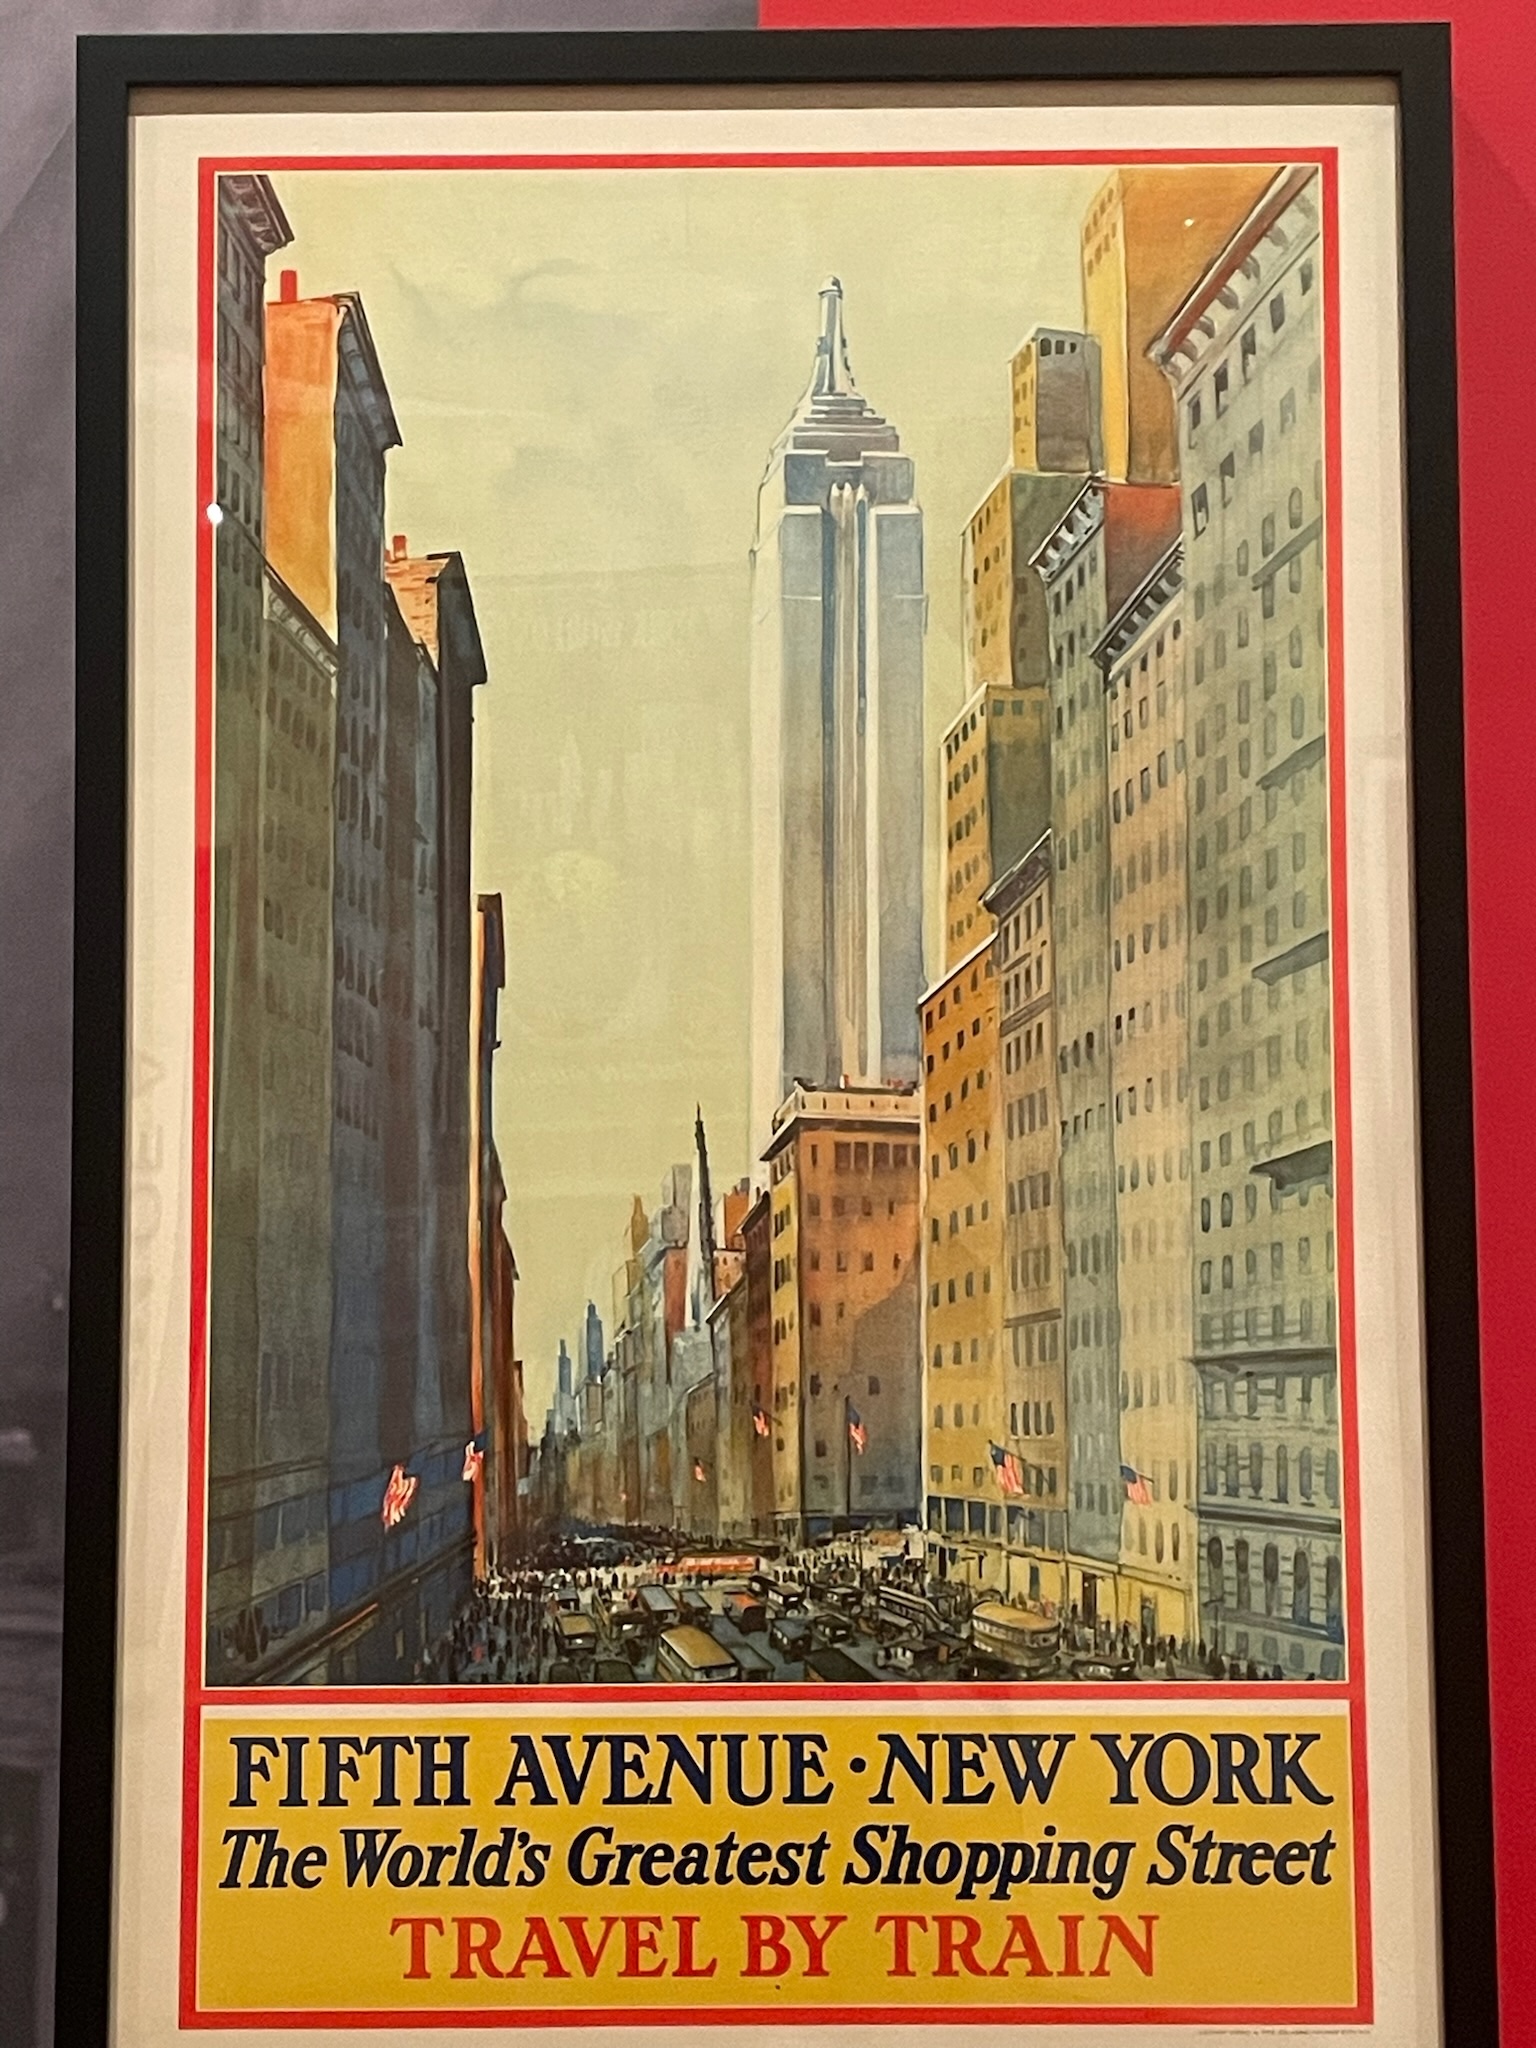 FIFTH AVENUE · NEW YORK
The World's Greatest Shopping Street
TRAVEL BY TRAIN